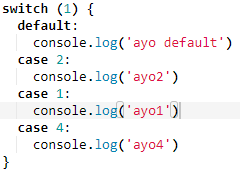 switch (1) {
  default:
    console.log('ayo default')
  case 2:
    console.log('ayo2')
  case 1:
    console.log('ayo1')
  case 4:
    console.log('ayo4')
}